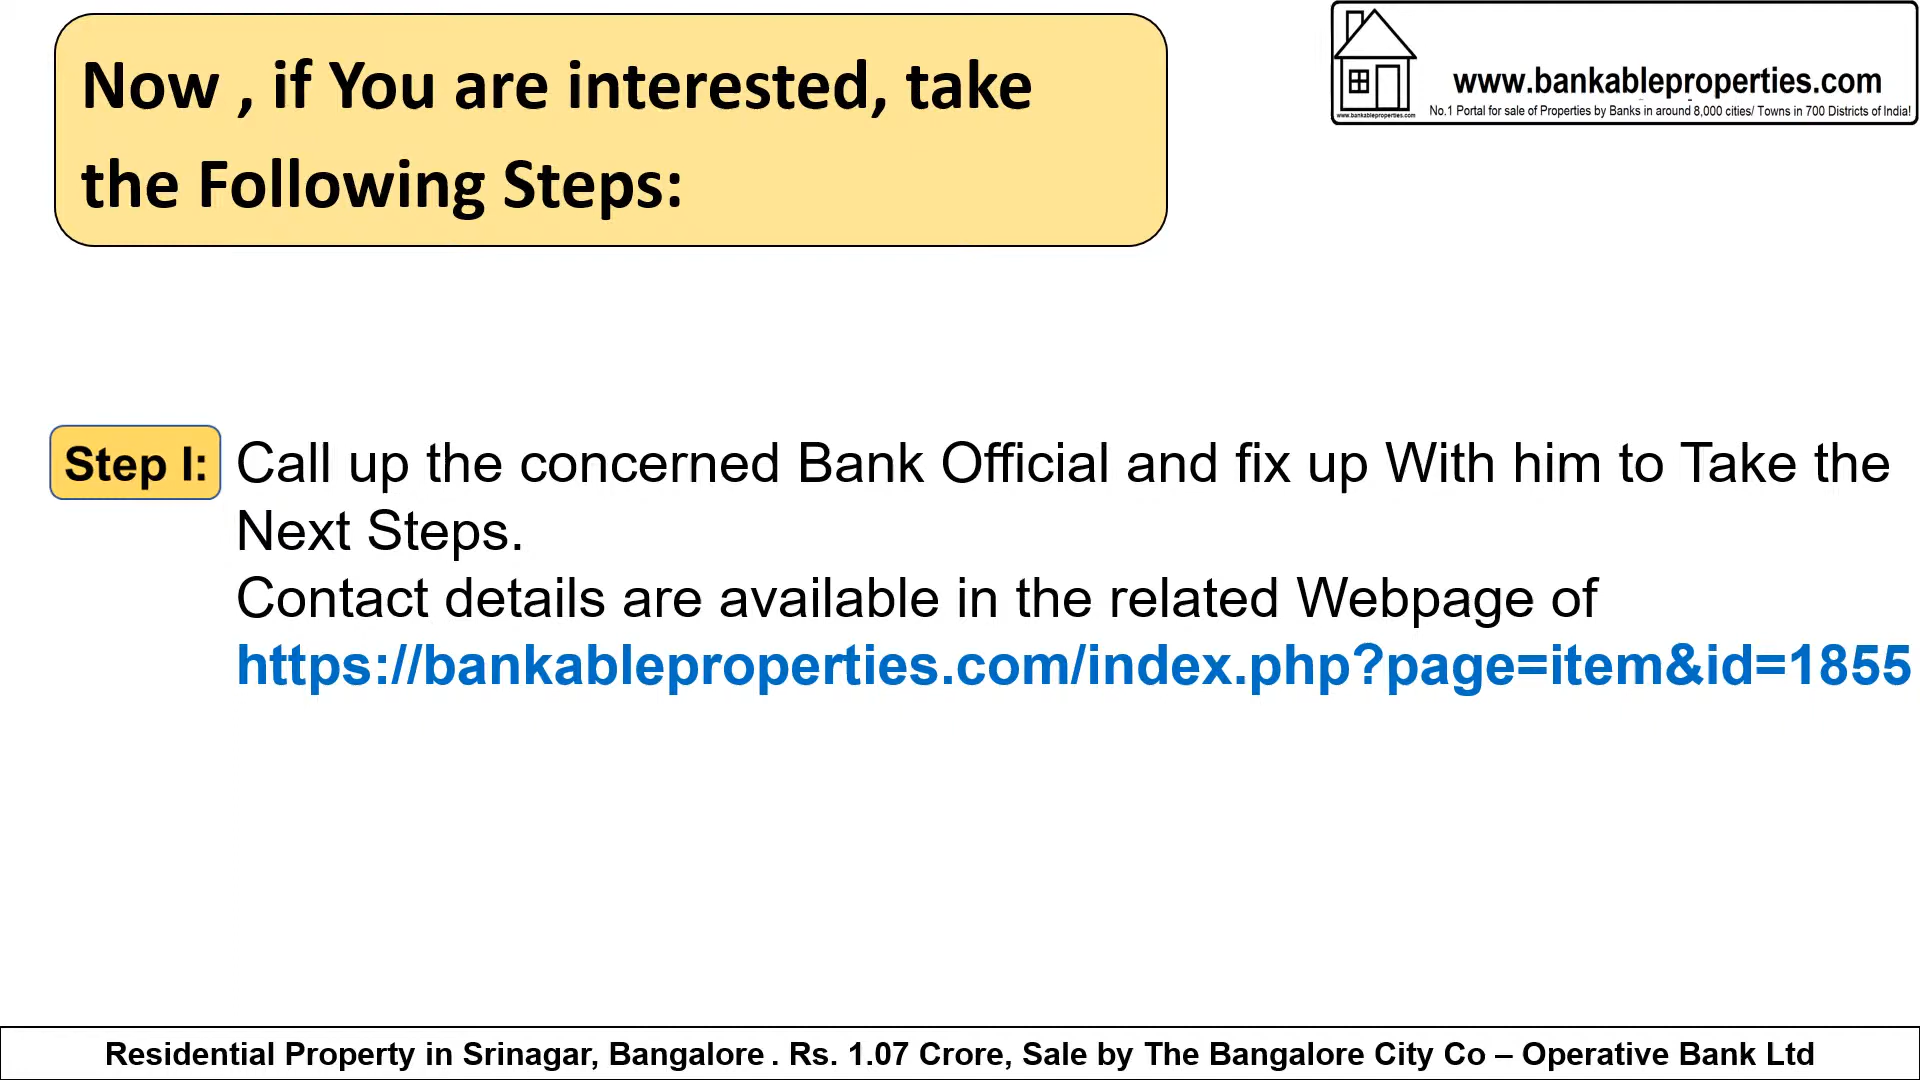 Now , if You are interested, take
the Following Steps:
www.bankableproperties.com
No.1 Portal for sale of Properties by Banks in around 8,000 cities/ Towns in 700 Districts of India!
www.bankableproperties.com
Step I: Call up the concerned Bank Official and fix up With him to Take the
Next Steps.
Contact details are available in the related Webpage of
https://bankableproperties.com/index.php?page=item&id=1855
Residential Property in Srinagar, Bangalore . Rs. 1.07 Crore, Sale by The Bangalore City Co – Operative Bank Ltd